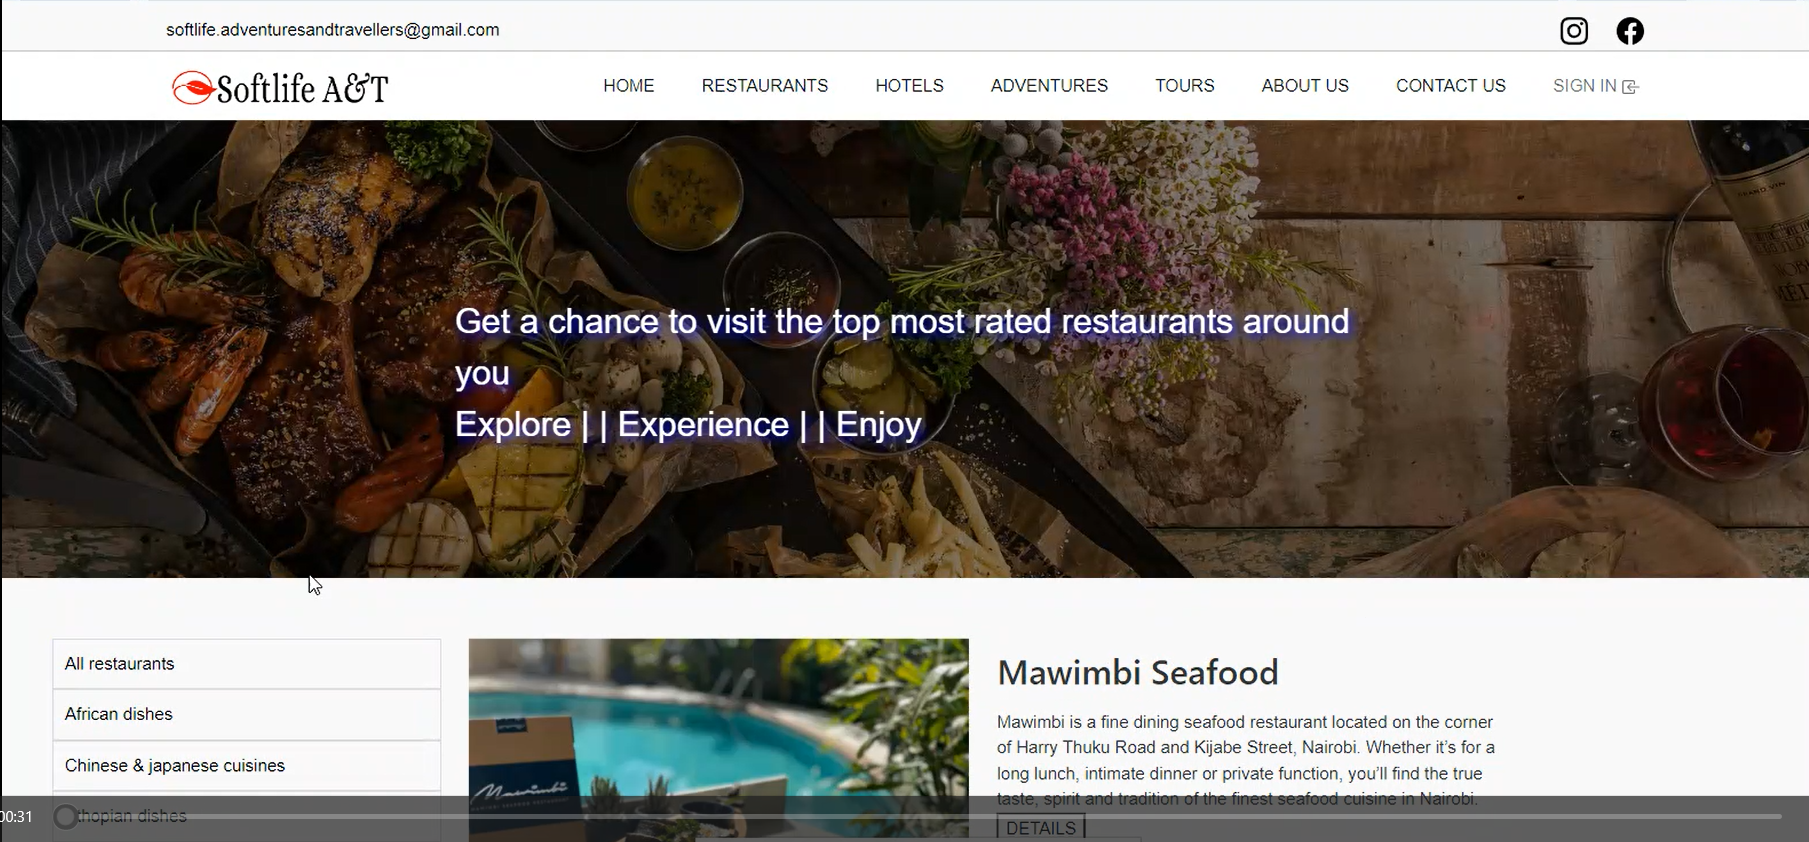 softlife.adventuresandtravellers@gmail.com
Softlife A&T
HOME RESTAURANTS HOTELS ADVENTURES TOURS ABOUT US CONTACT US SIGN IN
GRAND VIN
Get a chance to visit the top most rated restaurants around
you
Explore | | Experience | | Enjoy
All restaurants
African dishes
Chinese & japanese cuisines
thopian dishes
Mawimbi
Mawimbi Seafood
Mawimbi is a fine dining seafood restaurant located on the corner
of Harry Thuku Road and Kijabe Street, Nairobi. Whether it’s for a
long lunch, intimate dinner or private function, you’ll find the true
taste, spirit and tradition of the finest seafood cuisine in Nairobi.
DETAILS
00:31